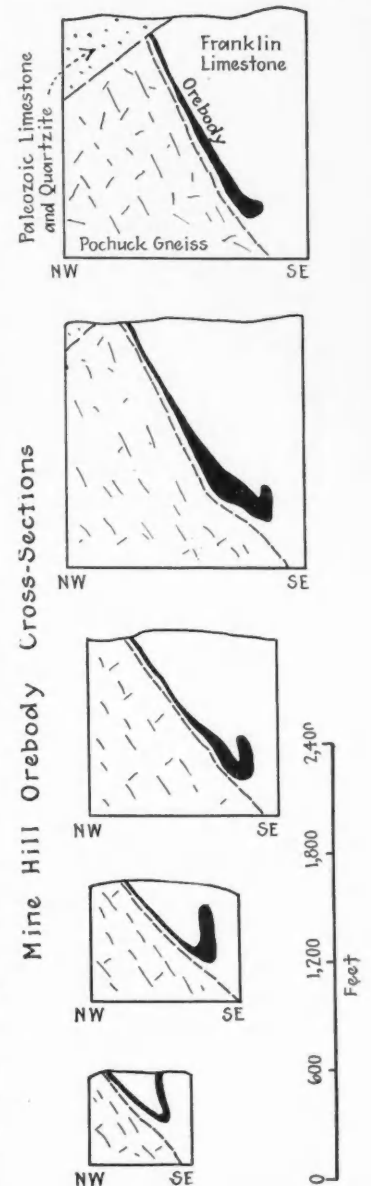 Mine Hill Orebody Cross-Sections
Paleozoic Limestone
and Quartzite
Franklin
Limestone
Orebody
Pochuck Gneiss
NW SE
NW SE
NW SE
NW SE
NW SE
2,400
1,800
1,200
600
0
Feet